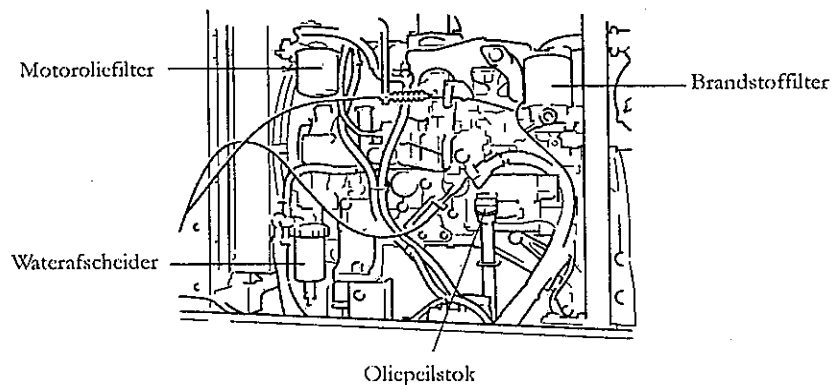 Motoroliefilter
Brandstoffilter
Waterafscheider
Oliepeilstok